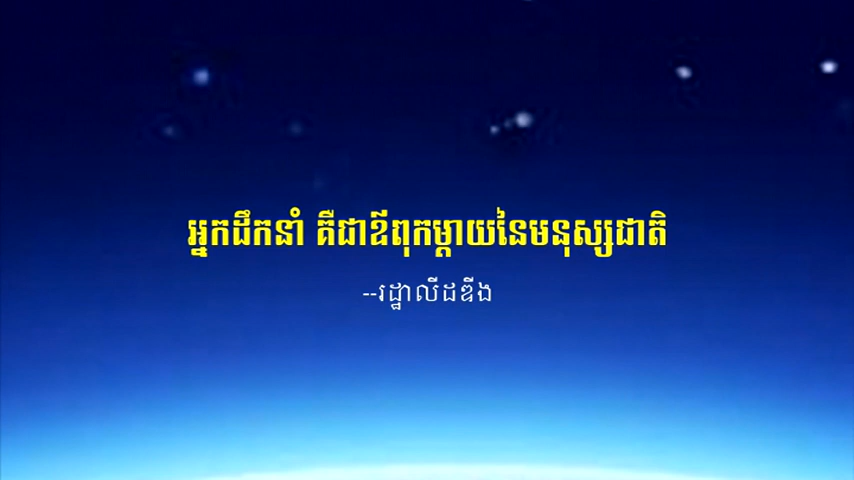 អ្នកដឹកនាំ គឺជាឪពុកម្តាយនៃមនុស្សជាតិ
--រដ្ឋាលីដឌីង